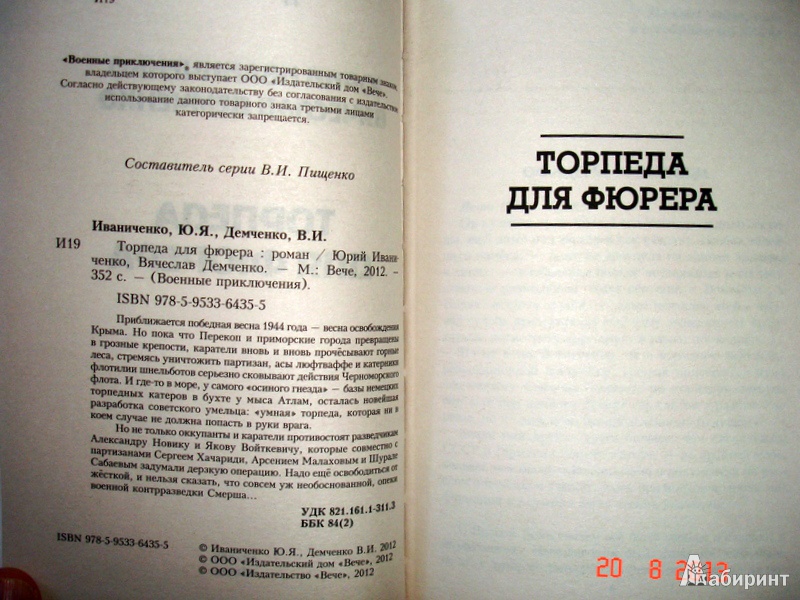 И19
«Военные приключения», является зарегистрированным товарным знаком,
владельцем которого выступает ООО «Издательский дом «Вече».
Согласно действующему законодательству без согласования с издательством
использование данного товарного знака третьими лицами
категорически запрещается.
Составитель серии В.И. Пищенко
Иваниченко, Ю.Я., Демченко, В.И.
И19 Торпеда для фюрера : роман / Юрий Ивани-
ченко, Вячеслав Демченко. — М.: Вече, 2012. –
352 с. — (Военные приключения).
ISBN 978-5-9533-6435-5
Приближается победная весна 1944 года — весна освобождения
Крыма. Но пока что Перекоп и приморские города превращены
в грозные крепости, каратели вновь и вновь прочёсывают горные
леса, стремясь уничтожить партизан, асы люфтваффе и катерники
флотилии шнельботов серьезно сковывают действия Черноморского
флота. И где-то в море, у самого «осиного гнезда» — базы немецких
торпедных катеров в бухте у мыса Атлам, осталась новейшая
разработка советского умельца: «умная» торпеда, которая ни в
коем случае не должна попасть в руки врага.
Но не только оккупанты и каратели противостоят разведчикам
Александру Новику и Якову Войткевичу, которые совместно с
партизанами Сергеем Хачариди, Арсением Малаховым и Шурале
Сабаевым задумали дерзкую операцию. Надо ещё освободиться от
жёсткой, и нельзя сказать, что совсем уж необоснованной, опеки
военной контрразведки Смерша...
УДК 821.161.1-311.3
ББК 84(2)
ISBN 978-5-9533-6435-5
© Иваниченко Ю.Я., Демченко В.И. 2012
© ООО «Издательский дом «Вече», 2012
© ООО «Издательство «Вече», 2012
ТОРПЕДА
ДЛЯ ФЮРЕРА
20 8 2013
Лабиринт